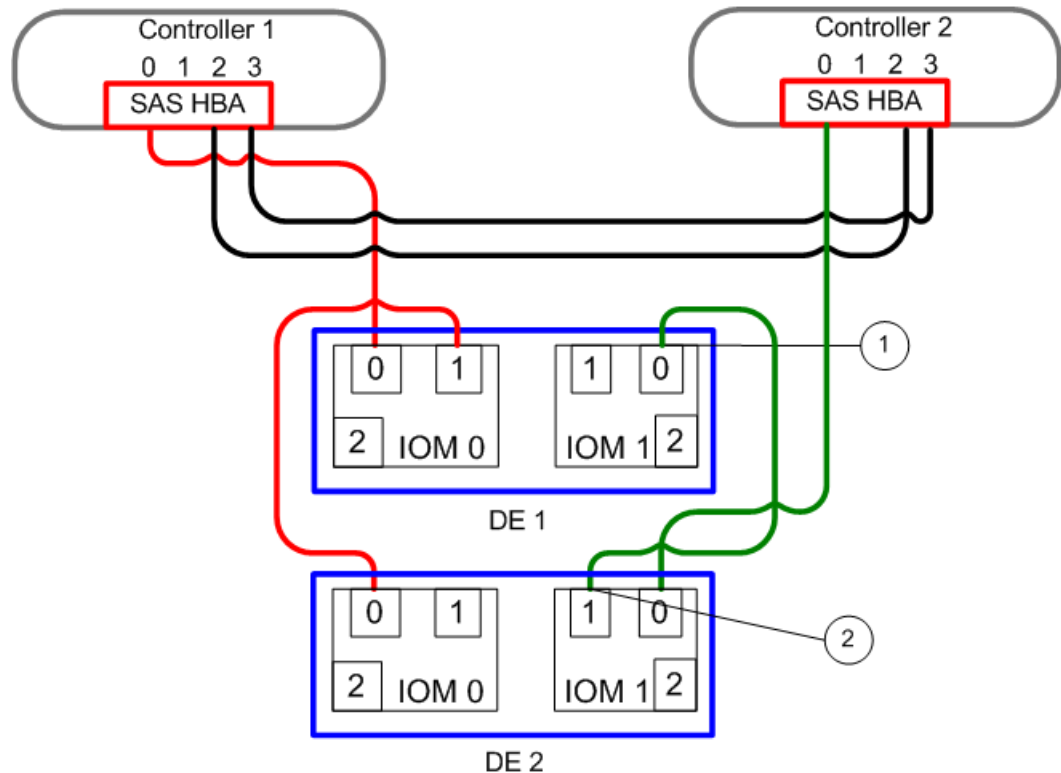 Controller 1
0 1 2 3
SAS HBA
Controller 2
0 1 2 3
SAS HBA
0 1
2 IOM 0
1 0
IOM 1 2
1
DE 1
0 1
2 IOM 0
1 0
IOM 1 2
2
DE 2